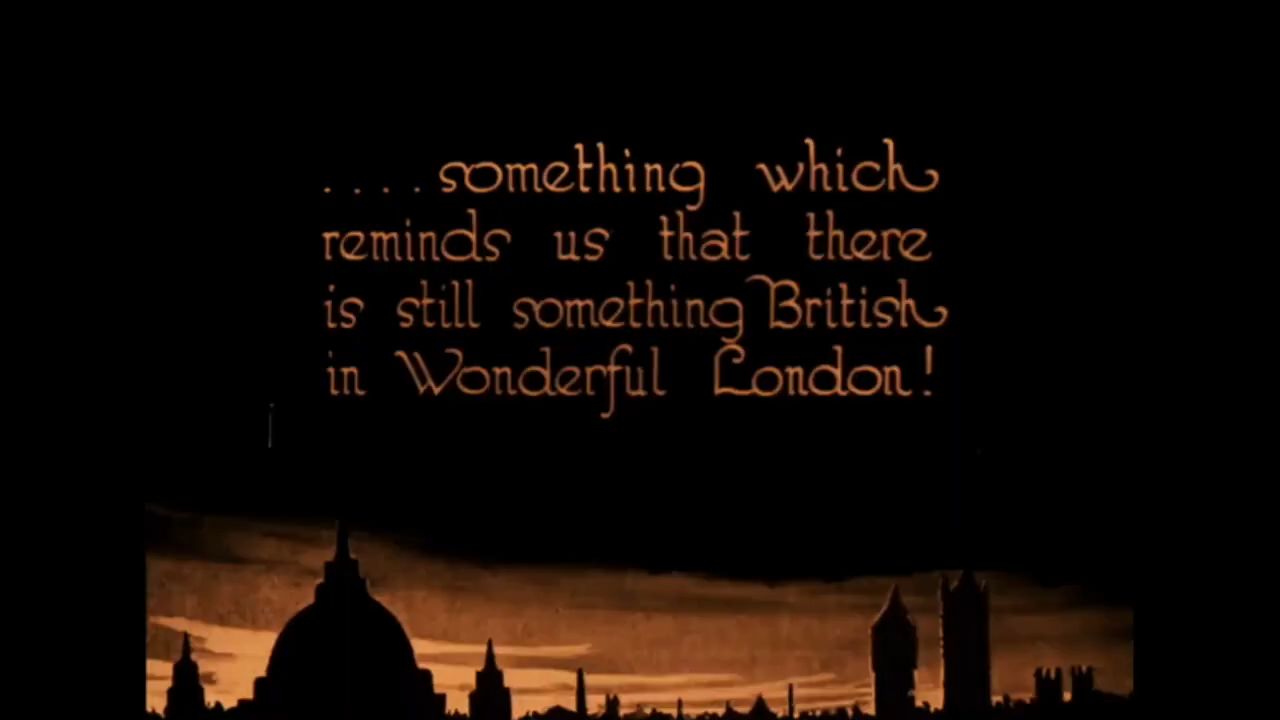 ....something which
reminds us that there
is still something British
in Wonderful London!